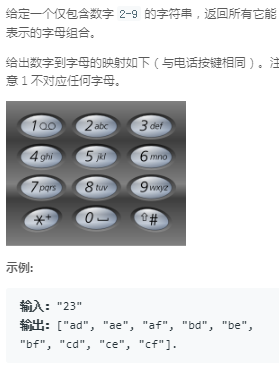 给定一个仅包含数字 2-9 的字符串，返回所有它能
表示的字母组合。
给出数字到字母的映射如下（与电话按键相同）。注
意 1 不对应任何字母。
1 2 abc 3 def
4 ghi 5 jkl 6 mno
7 pqrs 8 tuv 9 wxyz
*+ 0 ⇧#
示例:
输入："23"
输出：["ad", "ae", "af", "bd", "be",
"bf", "cd", "ce", "cf"].